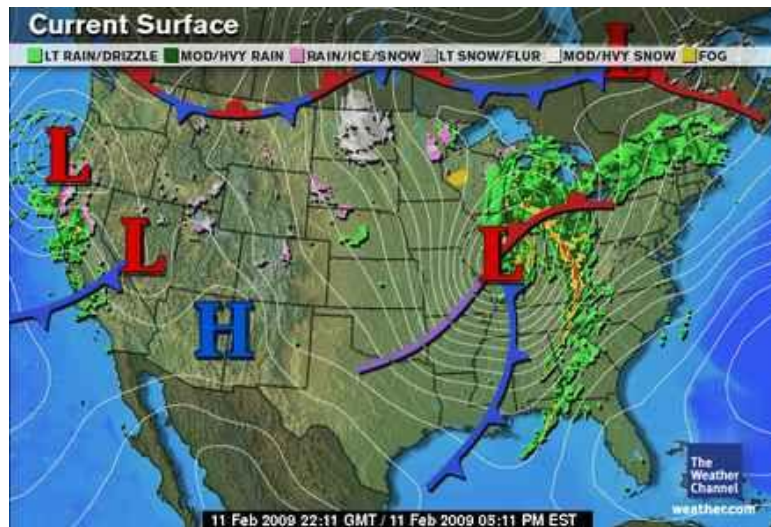 Current Surface
LT RAIN/DRIZZLE MOD/HVY RAIN RAIN/ICE/SNOW LT SNOW/FLUR MOD/HVY SNOW FOG
L
L
L
L
H
The
Weather
Channel
weather.com
11 Feb 2009 22:11 GMT / 11 Feb 2009 05:11 PM EST